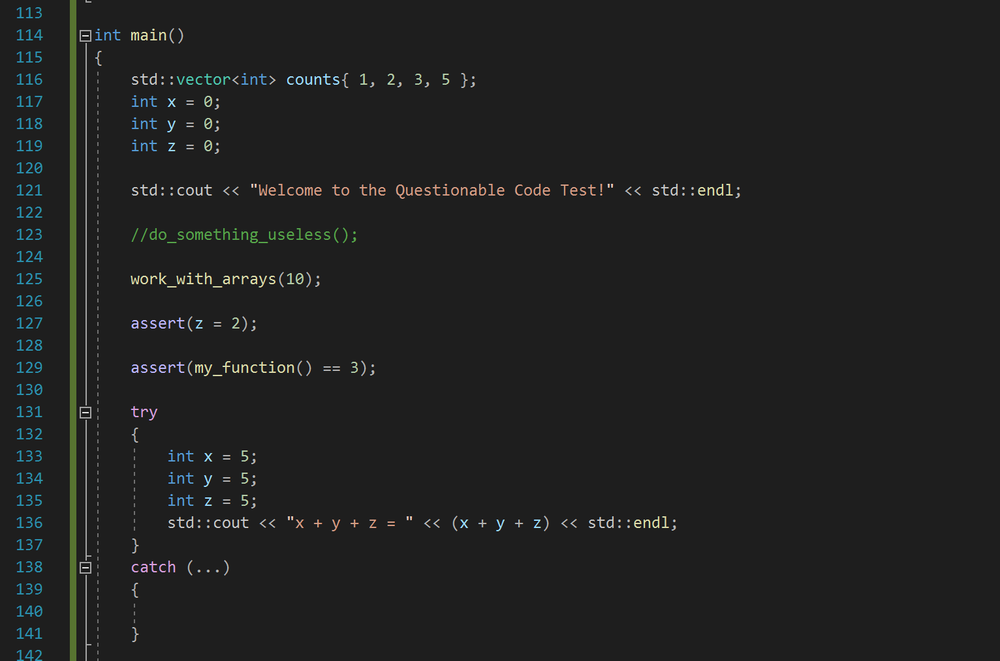 113
114 int main()
115 {
116     std::vector<int> counts{ 1, 2, 3, 5 };
117     int x = 0;
118     int y = 0;
119     int z = 0;
120
121     std::cout << "Welcome to the Questionable Code Test!" << std::endl;
122
123     //do_something_useless();
124
125     work_with_arrays(10);
126
127     assert(z = 2);
128
129     assert(my_function() == 3);
130
131     try
132     {
133         int x = 5;
134         int y = 5;
135         int z = 5;
136         std::cout << "x + y + z = " << (x + y + z) << std::endl;
137     }
138     catch (...)
139     {
140
141     }
142